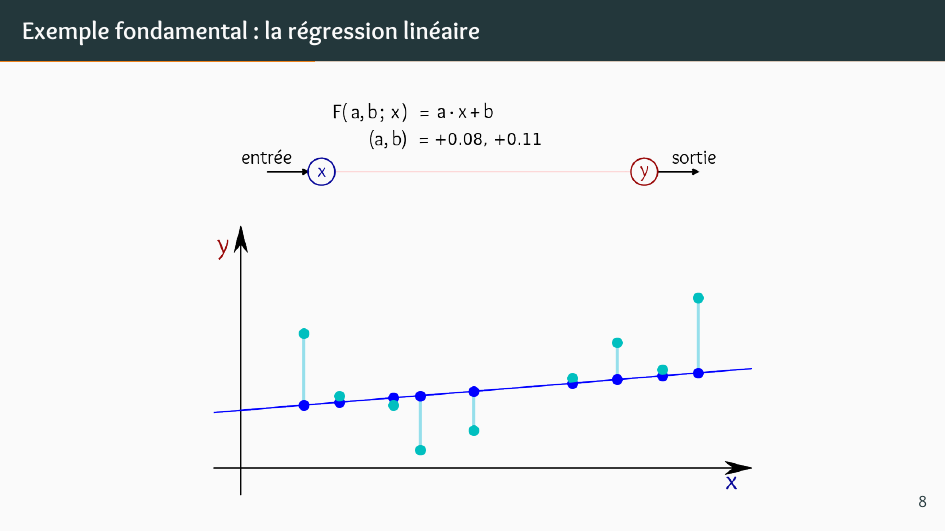 Exemple fondamental : la régression linéaire
F(a,b; x) = a·x+b
(a,b) = +0.08, +0.11
entrée x y sortie
y
x
8